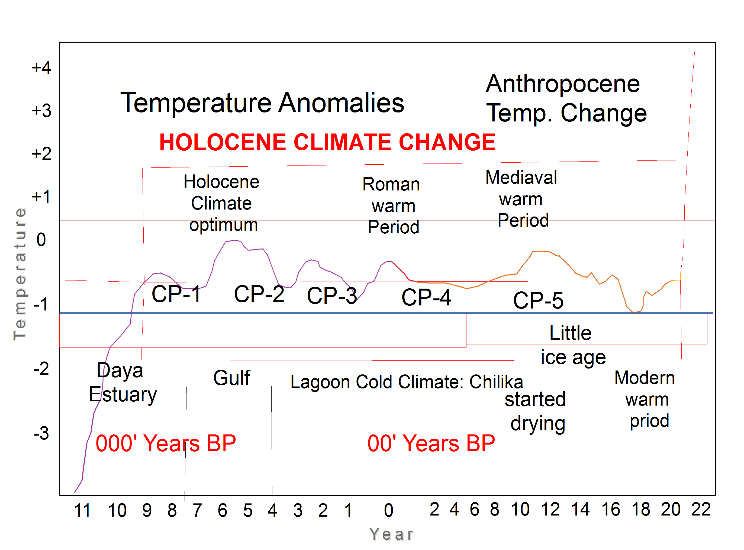 +4
+3
+2
+1
0
-1
-2
-3
Temperature
Temperature Anomalies
Anthropocene
Temp. Change
HOLOCENE CLIMATE CHANGE
Holocene
Climate
optimum
Roman
warm
Period
Mediaval
warm
Period
CP-1
CP-2
CP-3
CP-4
CP-5
Little
ice age
Daya
Estuary
Gulf
Lagoon Cold Climate: Chilika
started
drying
Modern
warm
priod
000' Years BP
00' Years BP
11 10 9 8 7 6 5 4 3 2 1 0 2 4 6 8 10 12 14 16 18 20 22
Year